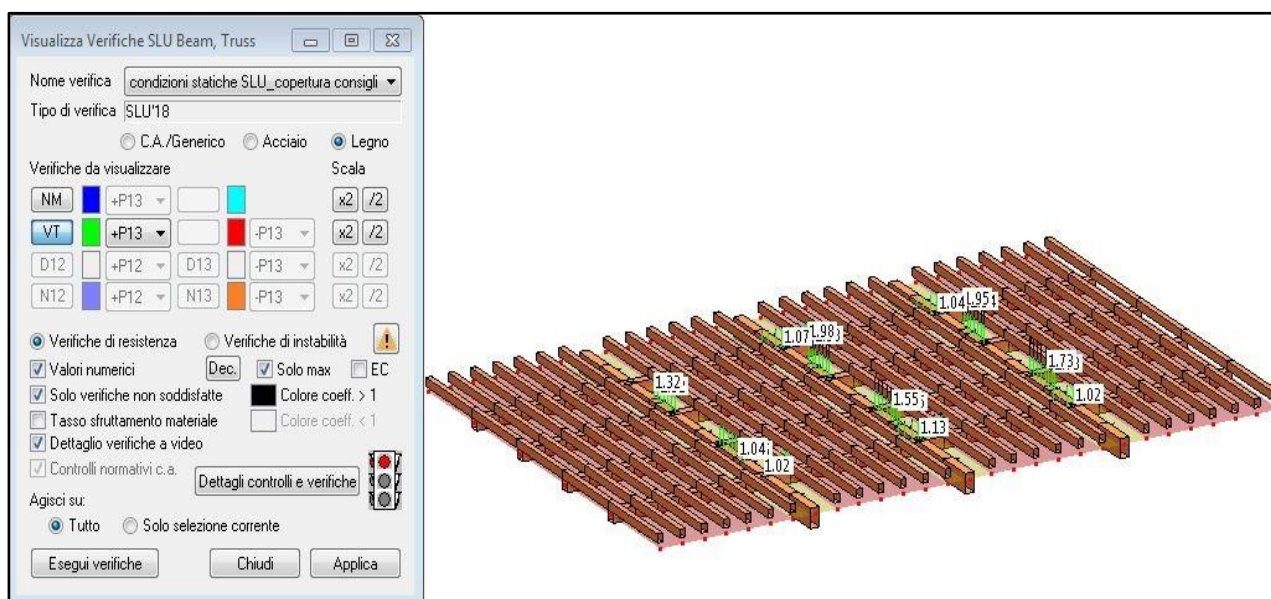 Visualizza Verifiche SLU Beam, Truss
Nome verifica condizioni statiche SLU_copertura consigli
Tipo di verifica SLU'18
C.A./Generico Acciaio Legno
Verifiche da visualizzare Scala
NM +P13 x2 /2
VT +P13 -P13 x2 /2
D12 +P12 D13 -P13 x2 /2
N12 +P12 N13 -P13 x2 /2
Verifiche di resistenza Verifiche di instabilità
Valori numerici Dec. Solo max EC
Solo verifiche non soddisfatte Colore coeff. > 1
Tasso sfruttamento materiale Colore coeff. < 1
Dettaglio verifiche a video
Controlli normativi c.a.
Dettagli controlli e verifiche
Agisci su:
Tutto Solo selezione corrente
Esegui verifiche Chiudi Applica
1.04 1.95
1.07 1.98
1.73
1.32
1.02
1.55
1.13
1.04
1.02